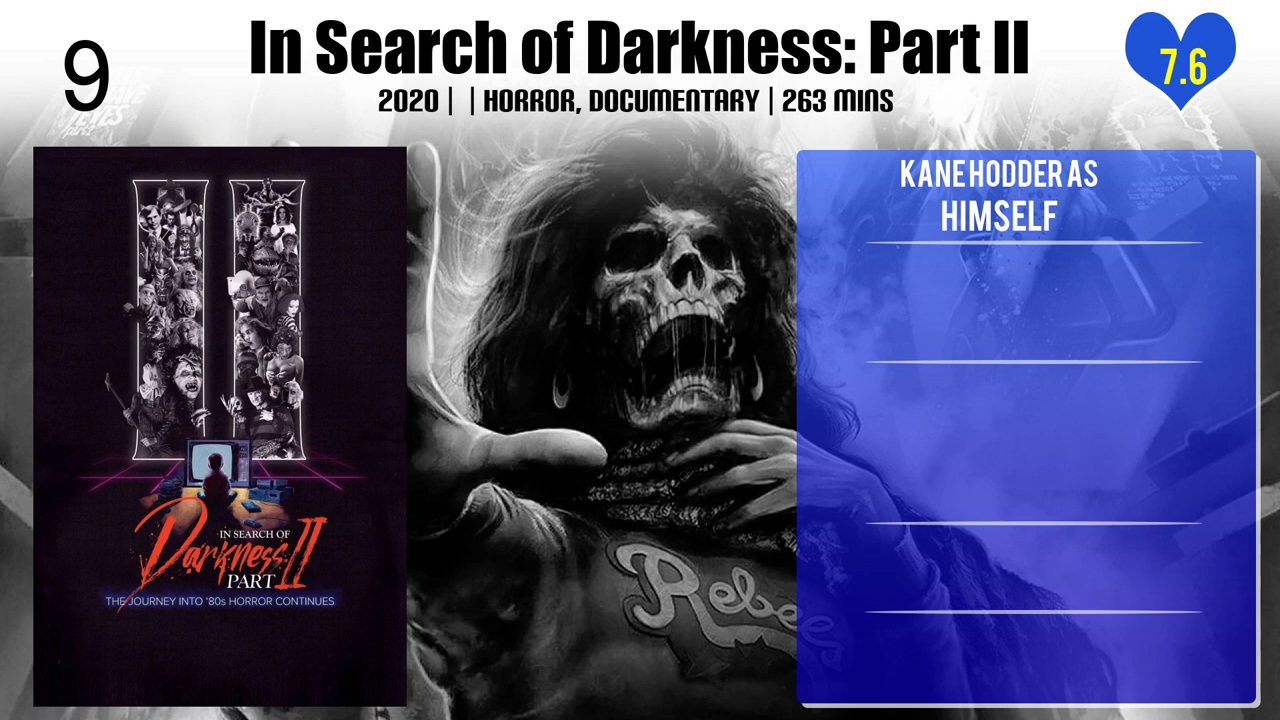 9
In Search of Darkness: Part II
7.6
2020 | | HORROR, DOCUMENTARY | 263 MINS
KANE HODDER AS
HIMSELF
IN SEARCH OF
Darkness II
PART
THE JOURNEY INTO '80s HORROR CONTINUES